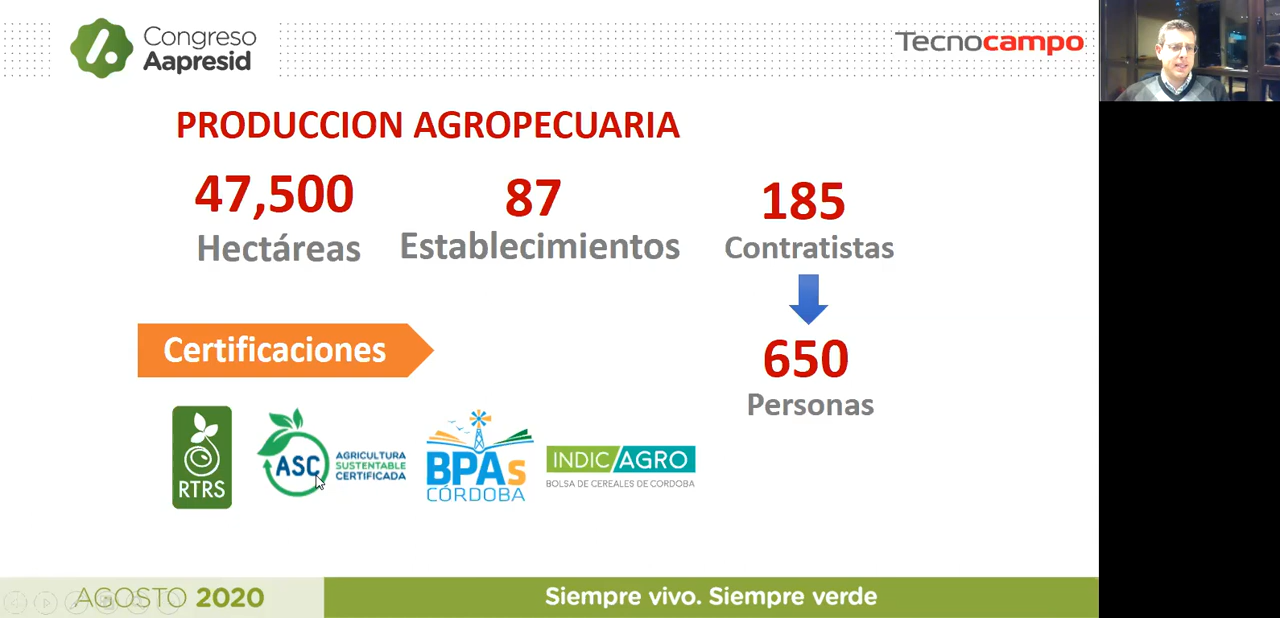 Congreso
Aapresid
Tecnocampo
PRODUCCION AGROPECUARIA
47,500
Hectáreas
87
Establecimientos
185
Contratistas
650
Personas
Certificaciones
RTRS
ASC
AGRICULTURA
SUSTENTABLE
CERTIFICADA
BPAs
CÓRDOBA
INDIC/AGRO
BOLSA DE CEREALES DE CORDOBA
AGOSTO 2020
Siempre vivo. Siempre verde